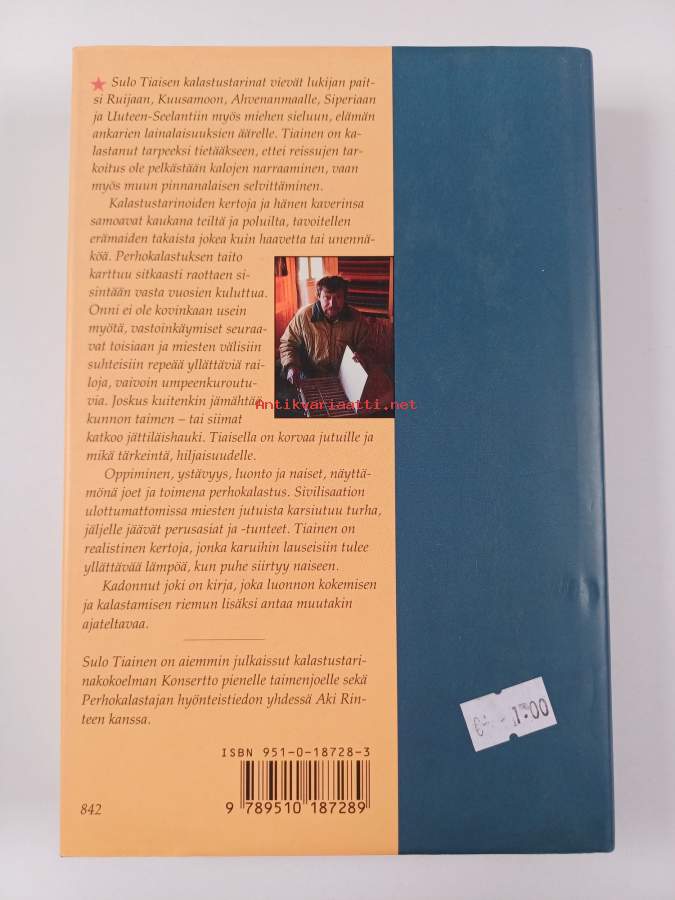 Sulo Tiaisen kalastustarinat vievät lukijan pait-
si Ruijaan, Kuusamoon, Ahvenanmaalle, Siperiaan
ja Uuteen-Seelantiin myös miehen sieluun, elämän
ankarien lainalaisuuksien äärelle. Tiainen on ka-
lastanut tarpeeksi tietääkseen, ettei reissujen tar-
koitus ole pelkästään kalojen narraaminen, vaan
myös muun pinnanalaisen selvittäminen.
Kalastustarinoiden kertoja ja hänen kaverinsa
samoavat kaukana teiltä ja poluilta, tavoitellen
erämaiden takaista jokea kuin haavetta tai unennä-
köä. Perhokalastuksen taito
karttuu sitkaasti raottaen si-
sintään vasta vuosien kuluttua.
Onni ei ole kovinkaan usein
myötä, vastoinkäymiset seuraa-
vat toisiaan ja miesten välisiin
suhteisiin repeää yllättäviä rai-
loja, vaivoin umpeenkuroutu-
via. Joskus kuitenkin jämähtää
kunnon taimen – tai siimat
katkoo jättiläishauki. Tiaisella on korvaa jutuille ja
mikä tärkeintä, hiljaisuudelle.
Oppiminen, ystävyys, luonto ja naiset, näyttä-
mönä joet ja toimena perhokalastus. Sivilisaation
ulottumattomissa miesten jutuista karsiutuu turha,
jäljelle jäävät perusasiat ja -tunteet. Tiainen on
realistinen kertoja, jonka karuihin lauseisiin tulee
yllättävää lämpöä, kun puhe siirtyy naiseen.
Kadonnut joki on kirja, joka luonnon kokemisen
ja kalastamisen riemun lisäksi antaa muutakin
ajateltavaa.
Sulo Tiainen on aiemmin julkaissut kalastustari-
nakokoelman Konsertto pienelle taimenjoelle sekä
Perhokalastajan hyönteistiedon yhdessä Aki Rin-
teen kanssa.
ISBN 951-0-18728-3
9 789510 187289
842
1.00
Antikvariaatti.net